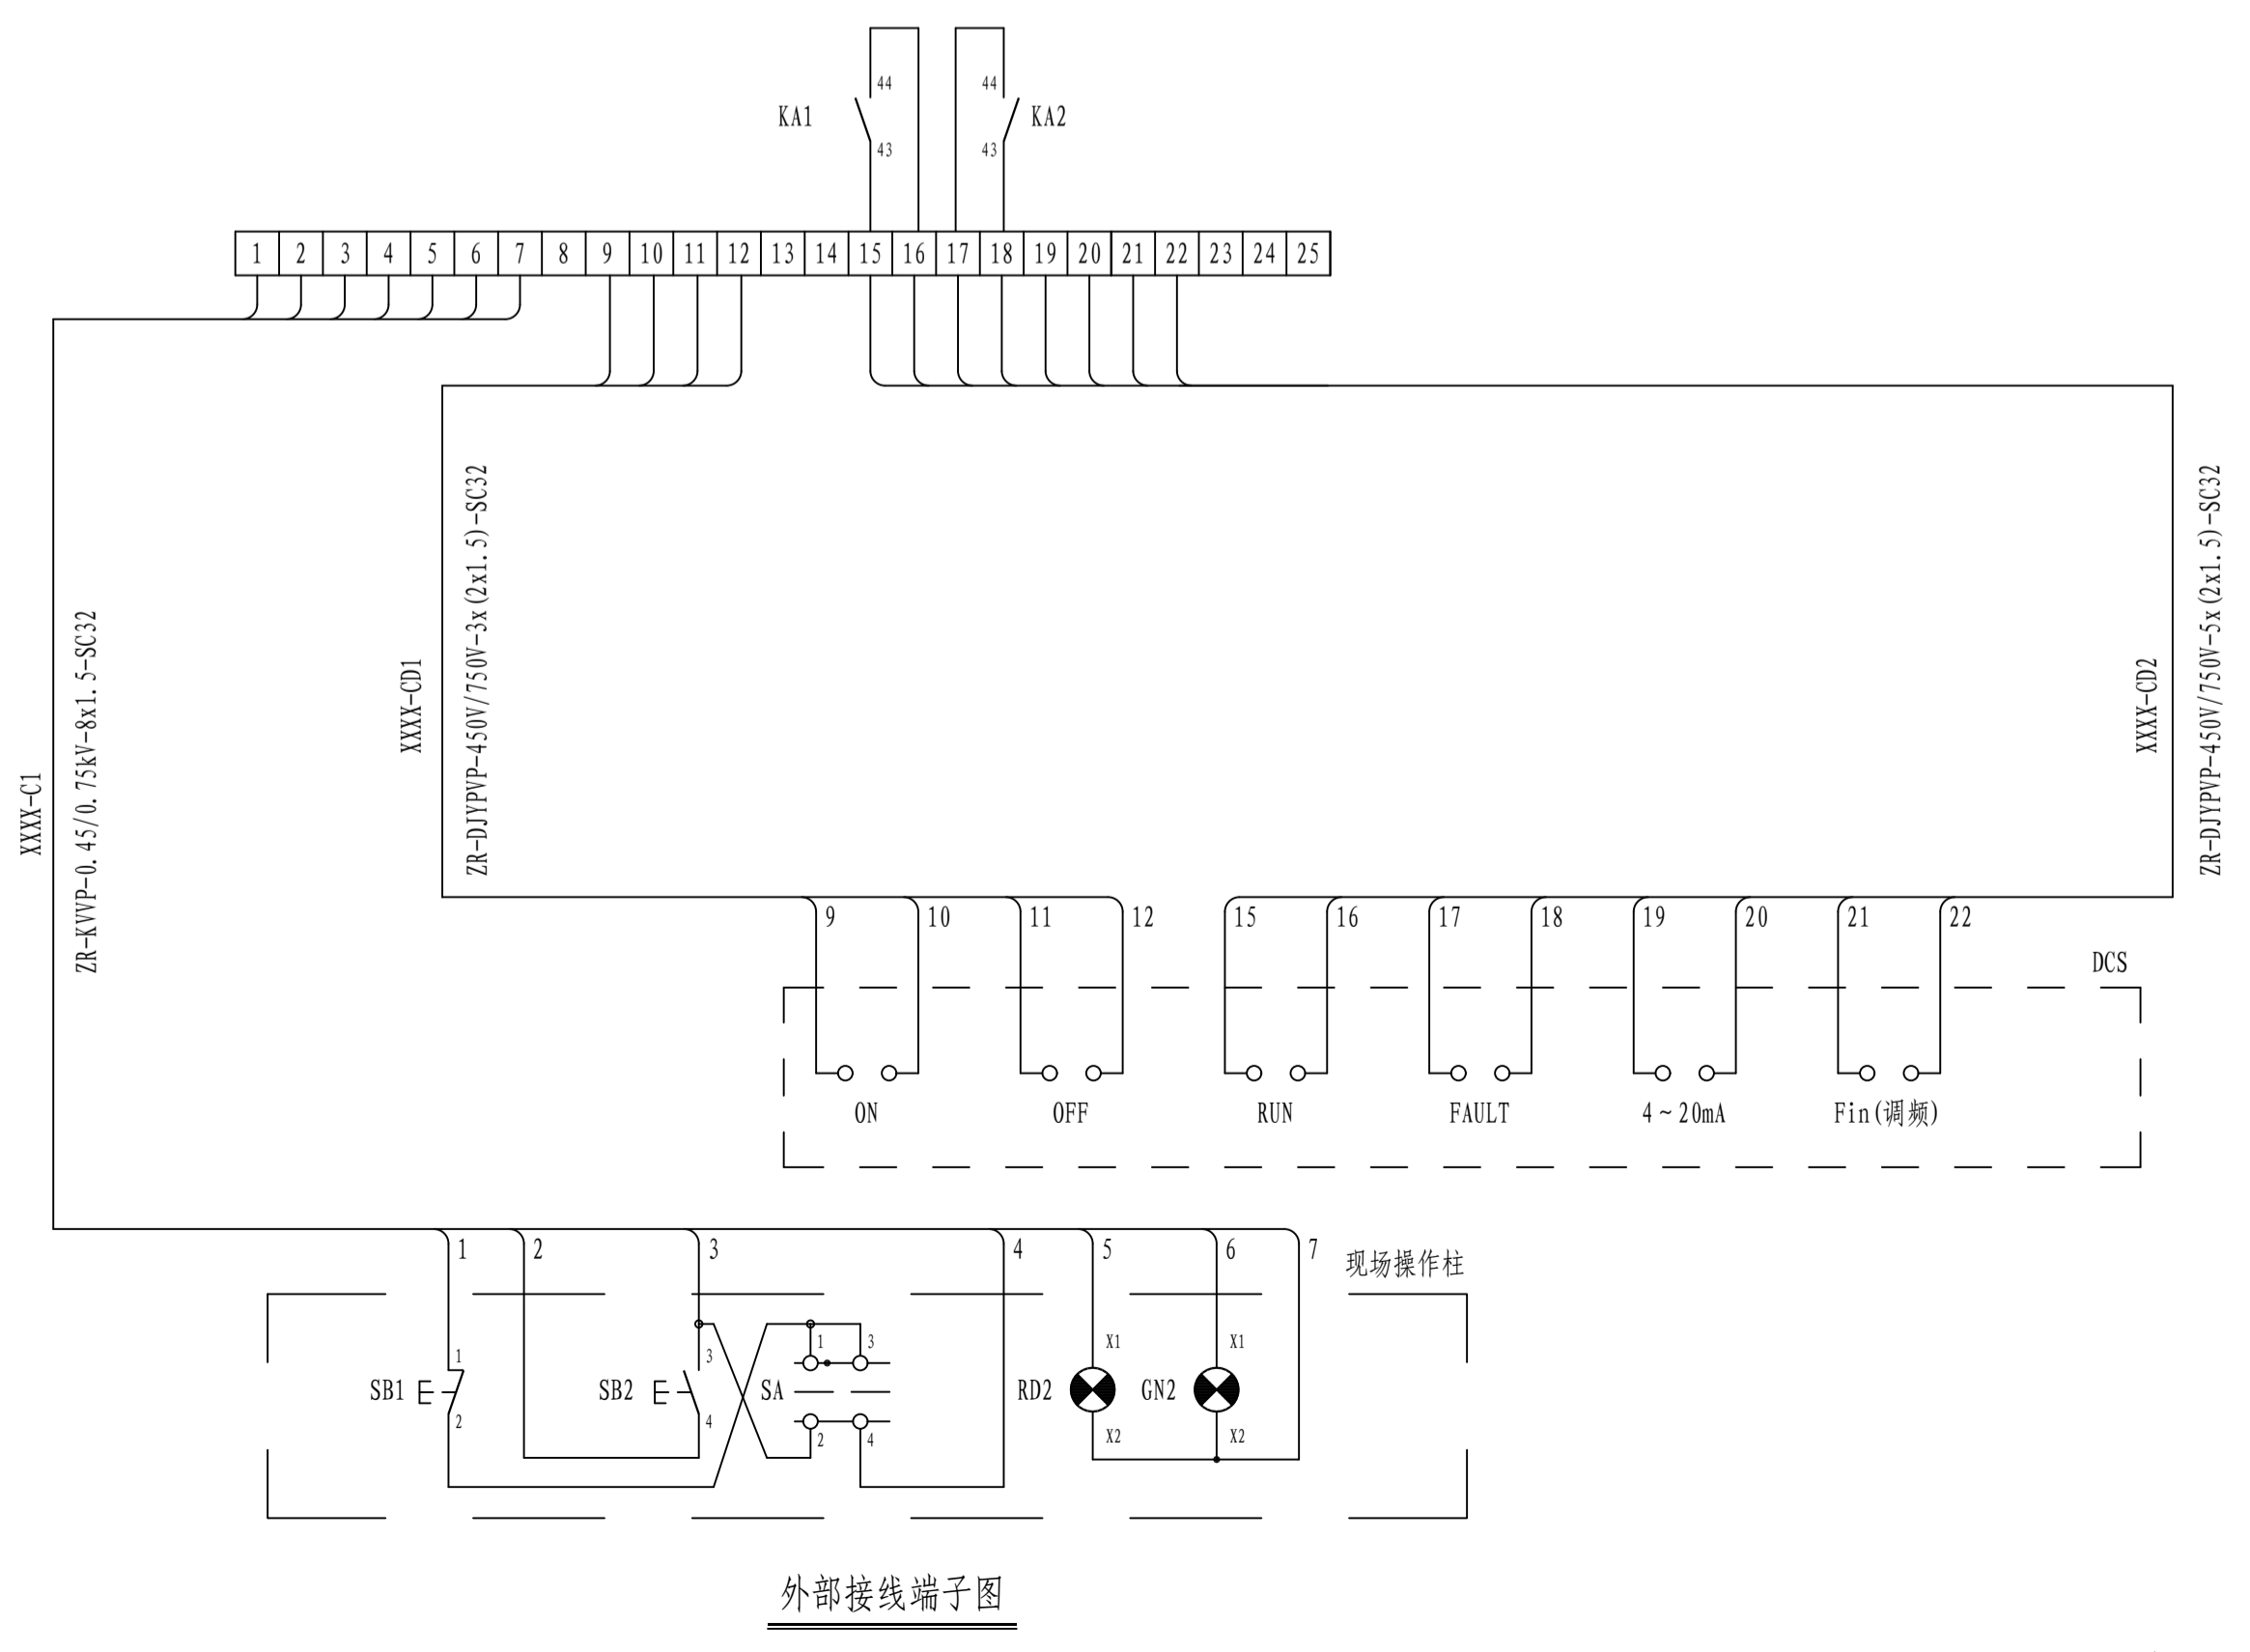 44 44
KA1 KA2
43 43
1 2 3 4 5 6 7 8 9 10 11 12 13 14 15 16 17 18 19 20 21 22 23 24 25
XXXX-C1
ZR-KVVP-0.45/0.75kV-8x1.5-SC32
XXXX-CD1
ZR-DJYPVP-450V/750V-3x(2x1.5)-SC32
XXXX-CD2
ZR-DJYPVP-450V/750V-5x(2x1.5)-SC32
9 10 11 12 15 16 17 18 19 20 21 22
DCS
ON OFF RUN FAULT 4~20mA Fin(调频)
1 2 3 4 5 6 7
现场操作柱
1 3 1 3 X1 X1
SB1 SB2 SA RD2 GN2
2 4 2 4 X2 X2
外部接线端子图